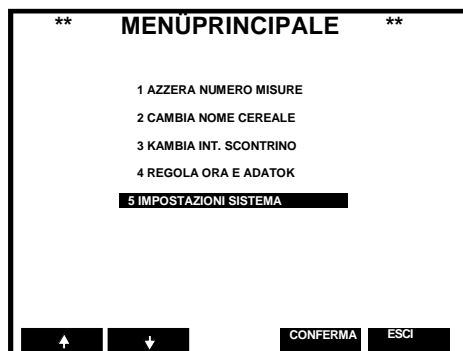 ** MENÜPRINCIPALE **
1 AZZERA NUMERO MISURE
2 CAMBIA NOME CEREALE
3 KAMBIA INT. SCONTRINO
4 REGOLA ORA E ADATOK
5 IMPOSTAZIONI SISTEMA
CONFERMA ESCI